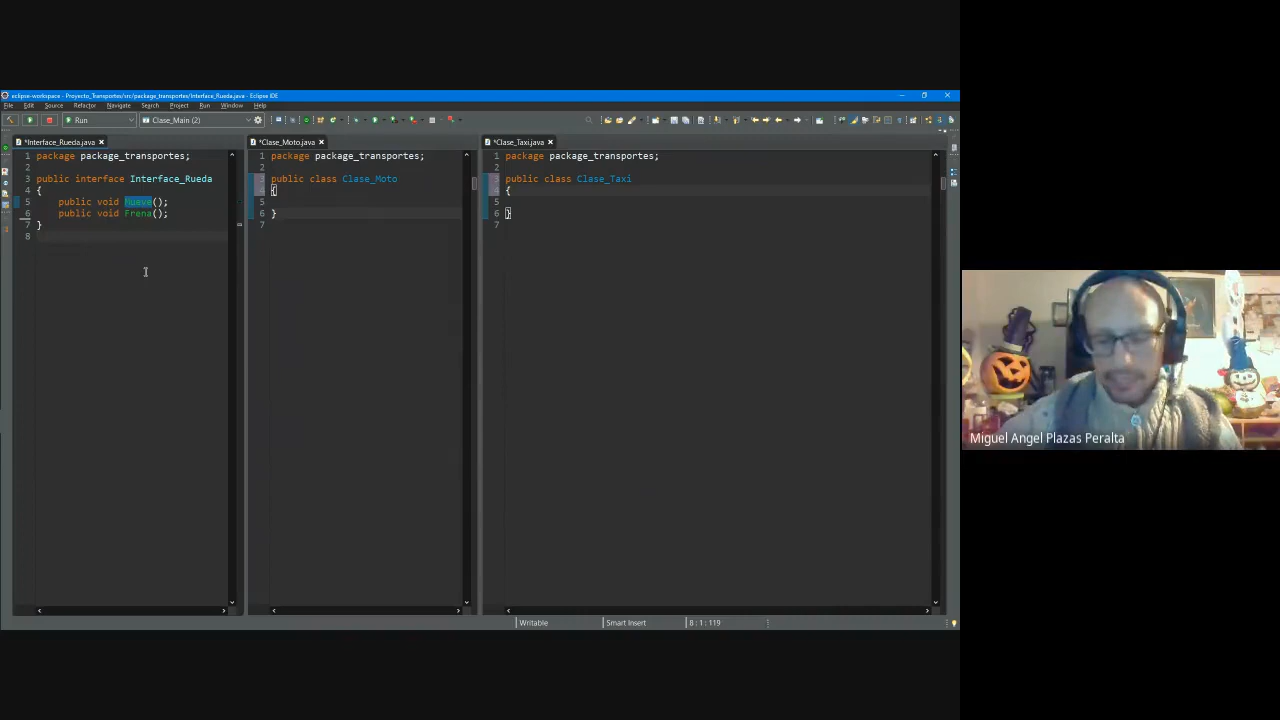 eclipse-workspace - Proyecto_Transportes/src/package_transportes/Interface_Rueda.java - Eclipse IDE
File Edit Source Refactor Navigate Search Project Run Window Help
Run
Clase_Main (2)
*Interface_Rueda.java
1 package package_transportes;
2
3 public interface Interface_Rueda
4 {
5 public void Mueve();
6 public void Frena();
7 }
8
*Clase_Moto.java
1 package package_transportes;
2
3 public class Clase_Moto
4 {
5
6 }
7
*Clase_Taxi.java
1 package package_transportes;
2
3 public class Clase_Taxi
4 {
5
6 }
7
Writable
Smart Insert
8 : 1 : 119
Miguel Angel Plazas Peralta